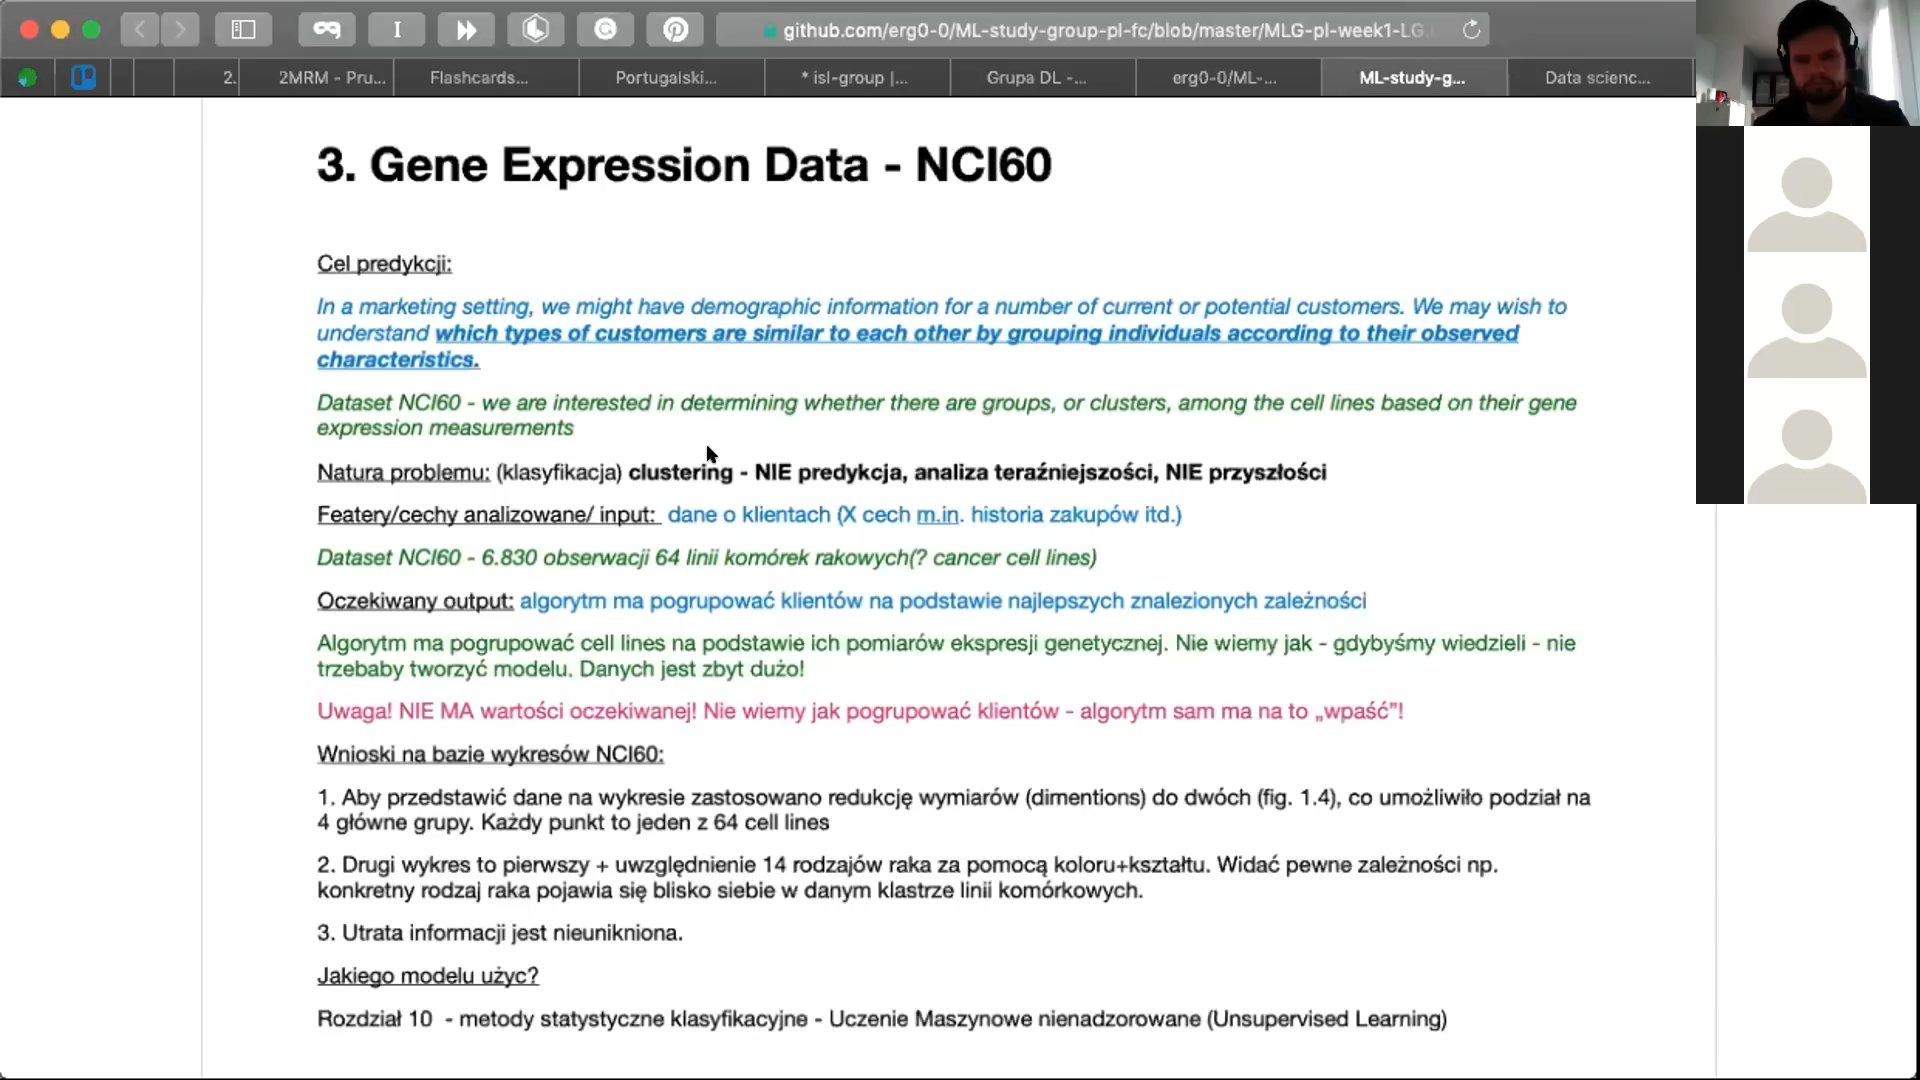 github.com/erg0-0/ML-study-group-pl-fc/blob/master/MLG-pl-week1-LG.
2.
2MRM - Pru...
Flashcards...
Portugalski...
* isl-group |...
Grupa DL -...
erg0-0/ML-...
ML-study-g...
Data scienc...
3. Gene Expression Data - NCI60
Cel predykcji:
In a marketing setting, we might have demographic information for a number of current or potential customers. We may wish to
understand which types of customers are similar to each other by grouping individuals according to their observed
characteristics.
Dataset NCI60 - we are interested in determining whether there are groups, or clusters, among the cell lines based on their gene
expression measurements
Natura problemu: (klasyfikacja) clustering - NIE predykcja, analiza teraźniejszości, NIE przyszłości
Featery/cechy analizowane/ input: dane o klientach (X cech m.in. historia zakupów itd.)
Dataset NCI60 - 6.830 obserwacji 64 linii komórek rakowych(? cancer cell lines)
Oczekiwany output: algorytm ma pogrupować klientów na podstawie najlepszych znalezionych zależności
Algorytm ma pogrupować cell lines na podstawie ich pomiarów ekspresji genetycznej. Nie wiemy jak - gdybyśmy wiedzieli - nie
trzebaby tworzyć modelu. Danych jest zbyt dużo!
Uwaga! NIE MA wartości oczekiwanej! Nie wiemy jak pogrupować klientów - algorytm sam ma na to „wpaść"!
Wnioski na bazie wykresów NCI60:
1. Aby przedstawić dane na wykresie zastosowano redukcję wymiarów (dimentions) do dwóch (fig. 1.4), co umożliwiło podział na
4 główne grupy. Każdy punkt to jeden z 64 cell lines
2. Drugi wykres to pierwszy + uwzględnienie 14 rodzajów raka za pomocą koloru+kształtu. Widać pewne zależności np.
konkretny rodzaj raka pojawia się blisko siebie w danym klastrze linii komórkowych.
3. Utrata informacji jest nieunikniona.
Jakiego modelu użyc?
Rozdział 10 - metody statystyczne klasyfikacyjne - Uczenie Maszynowe nienadzorowane (Unsupervised Learning)